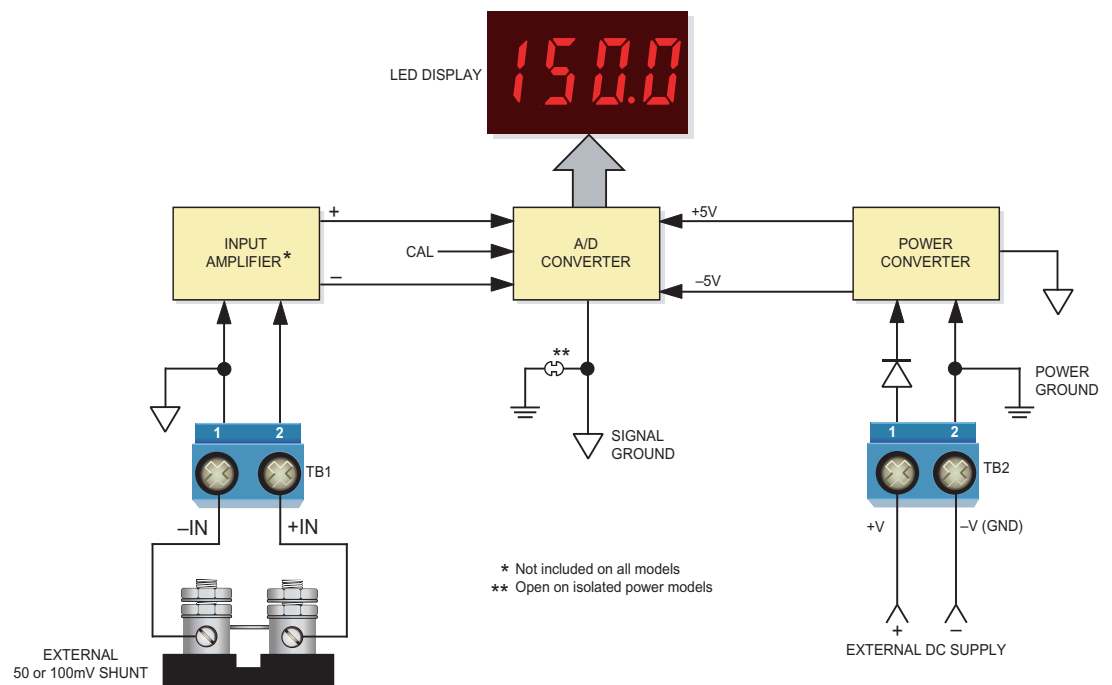 LED DISPLAY
150.0
INPUT
AMPLIFIER*
+
–
CAL
A/D
CONVERTER
+5V
–5V
POWER
CONVERTER
**
SIGNAL
GROUND
POWER
GROUND
1 2
TB1
–IN
+IN
1 2
TB2
+V
–V (GND)
* Not included on all models
** Open on isolated power models
+
–
EXTERNAL DC SUPPLY
EXTERNAL
50 or 100mV SHUNT